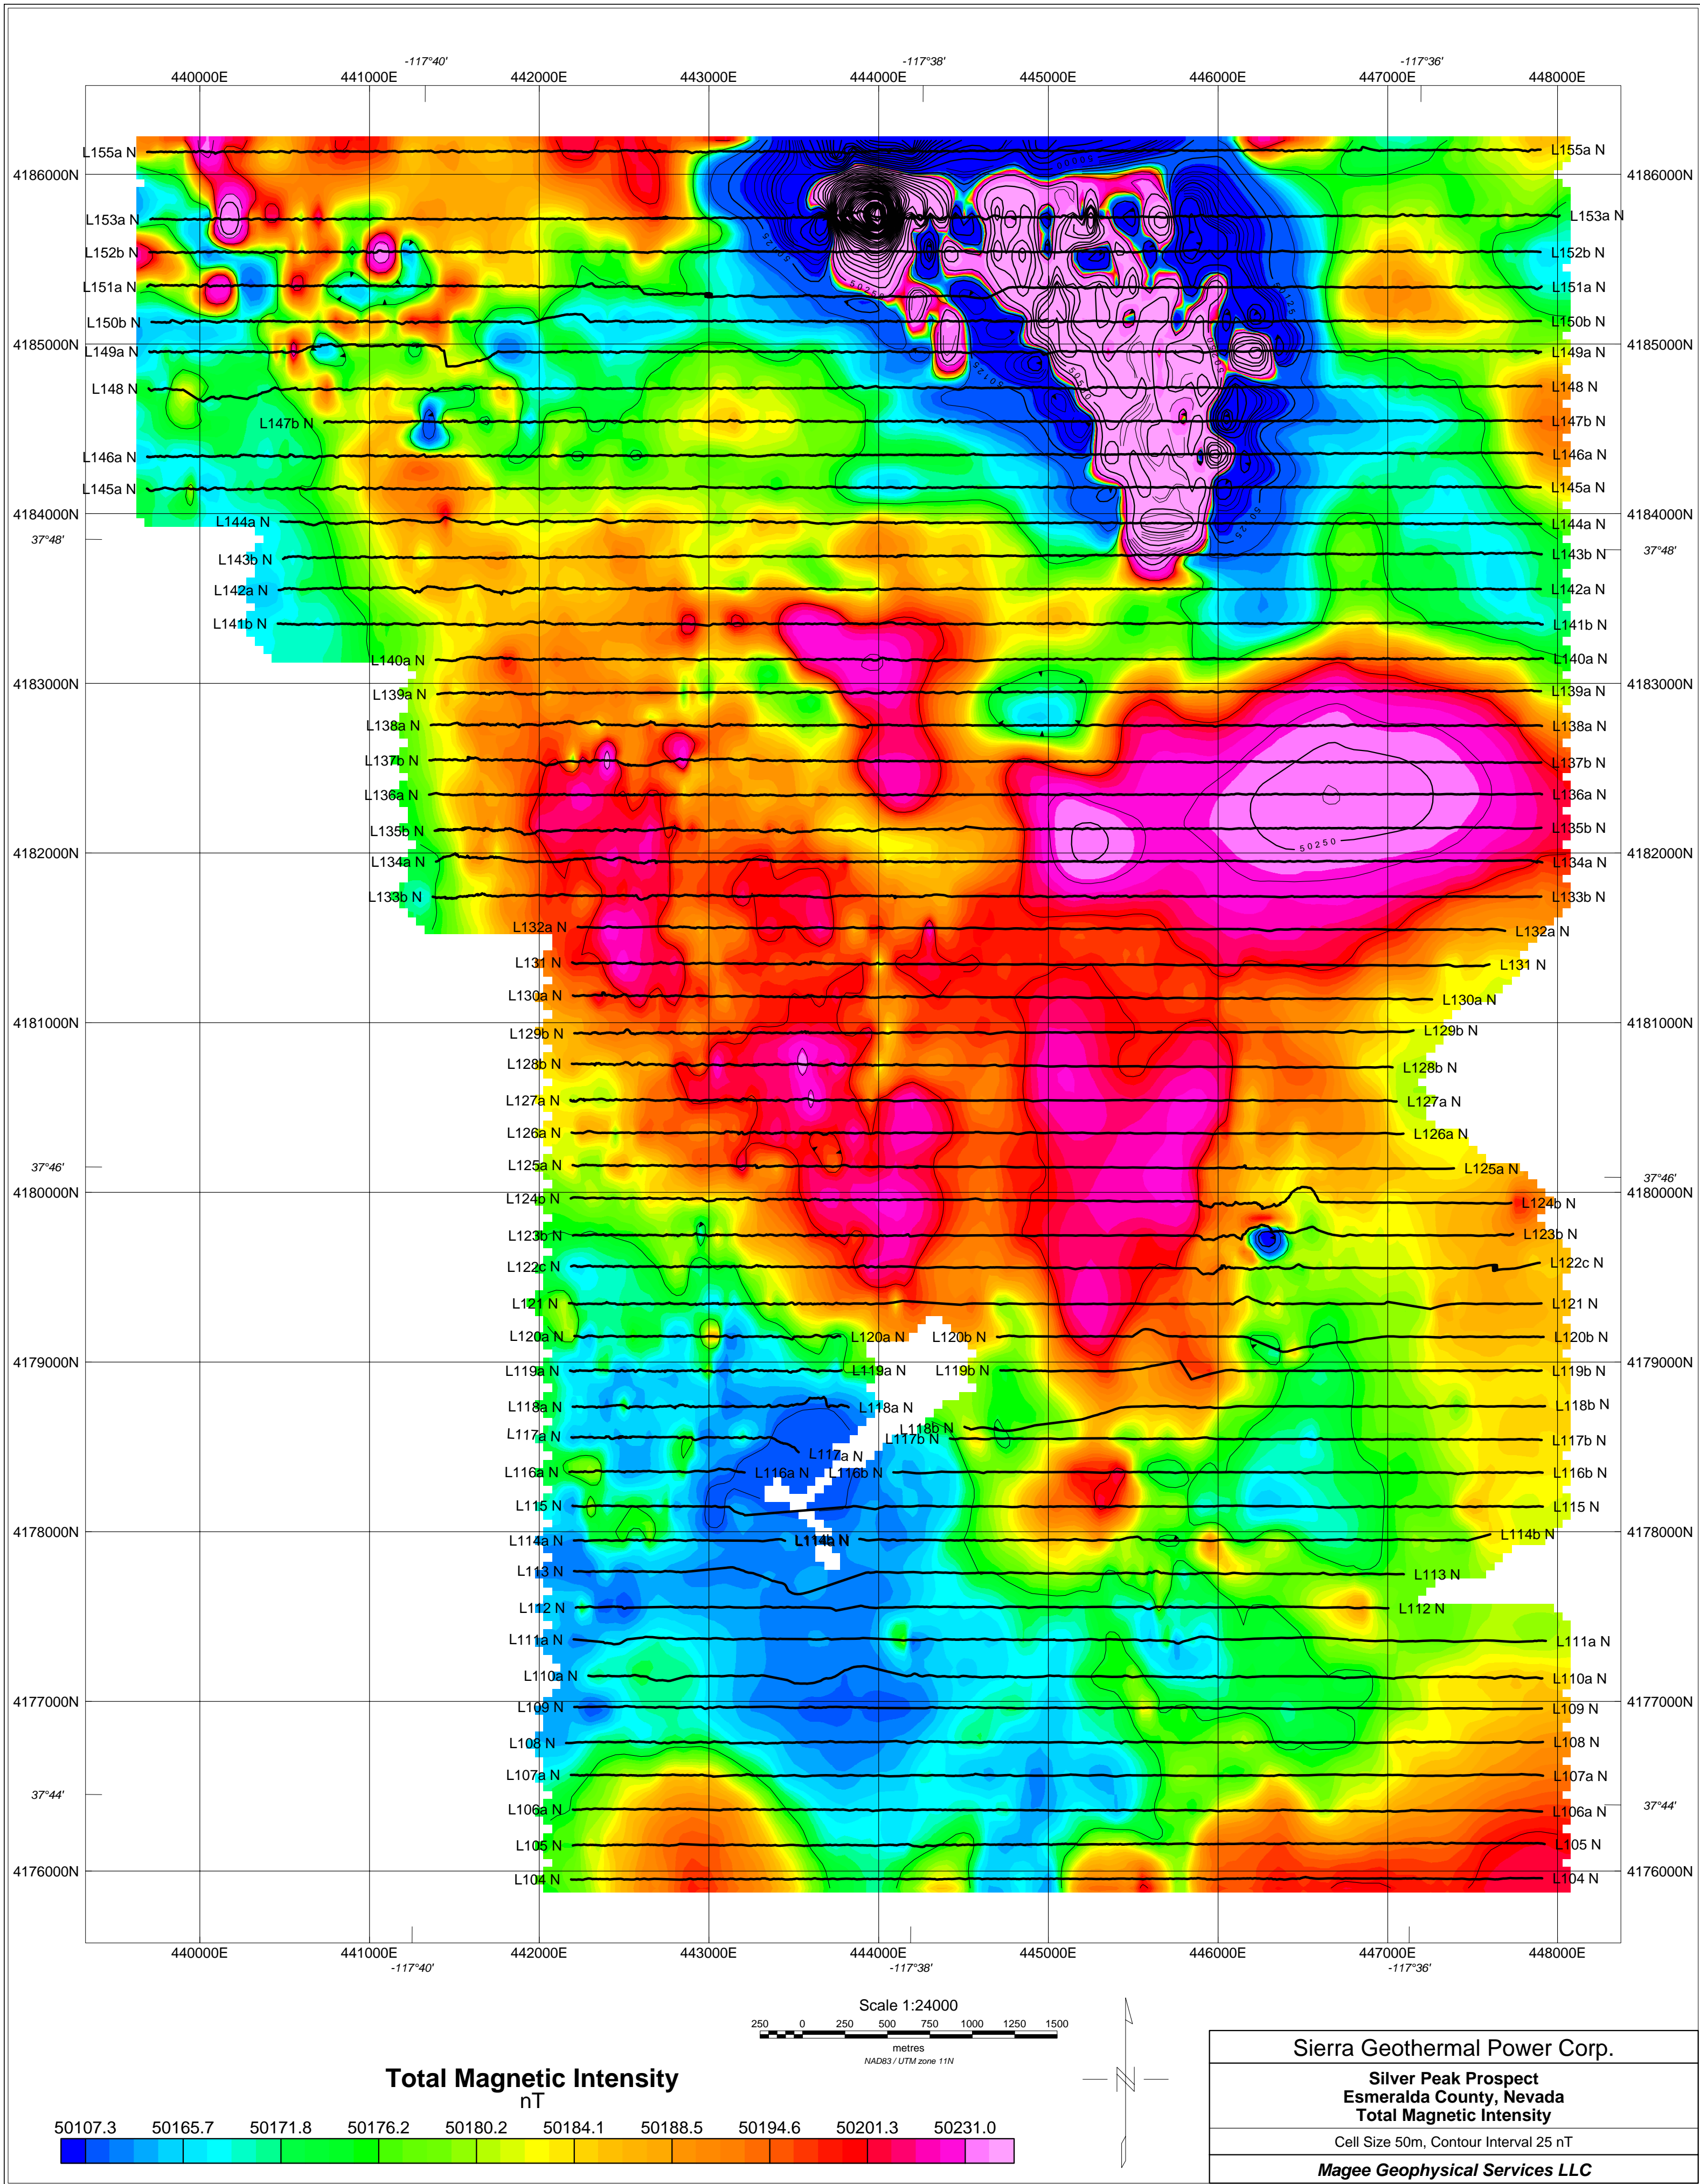 -117°40' -117°38' -117°36'
440000E 441000E 442000E 443000E 444000E 445000E 446000E 447000E 448000E
L155a N L155a N
4186000N 4186000N
L153a N L153a N
L152b N L152b N
L151a N L151a N
L150b N L150b N
4185000N 4185000N
L149a N L149a N
L148 N L148 N
L147b N L147b N
L146a N L146a N
L145a N L145a N
4184000N 4184000N
L144a N L144a N
37°48' 37°48'
L143b N L143b N
L142a N L142a N
L141b N L141b N
L140a N L140a N
4183000N 4183000N
L139a N L139a N
L138a N L138a N
L137b N L137b N
L136a N L136a N
L135b N L135b N
50250
4182000N 4182000N
L134a N L134a N
L133b N L133b N
L132a N L132a N
L131 N L131 N
L130a N L130a N
4181000N 4181000N
L129b N L129b N
L128b N L128b N
L127a N L127a N
L126a N L126a N
37°46' 37°46'
L125a N L125a N
4180000N 4180000N
L124b N L124b N
L123b N L123b N
L122c N L122c N
L121 N L121 N
L120a N L120a N L120b N L120b N
4179000N 4179000N
L119a N L119a N L119b N L119b N
L118a N L118a N L118b N L118b N
L117a N L117a N L117b N L117b N
L116a N L116a N L116b N L116b N
L115 N L115 N
4178000N 4178000N
L114a N L114b N
L113 N L113 N
L112 N L112 N
L111a N L111a N
L110a N L110a N
4177000N 4177000N
L109 N L109 N
L108 N L108 N
L107a N L107a N
37°44' 37°44'
L106a N L106a N
L105 N L105 N
4176000N 4176000N
L104 N L104 N
440000E 441000E 442000E 443000E 444000E 445000E 446000E 447000E 448000E
-117°40' -117°38' -117°36'
Scale 1:24000
250 0 250 500 750 1000 1250 1500
metres
NAD83 / UTM zone 11N
N
Total Magnetic Intensity
nT
50107.3 50165.7 50171.8 50176.2 50180.2 50184.1 50188.5 50194.6 50201.3 50231.0
Sierra Geothermal Power Corp.
Silver Peak Prospect
Esmeralda County, Nevada
Total Magnetic Intensity
Cell Size 50m, Contour Interval 25 nT
Magee Geophysical Services LLC